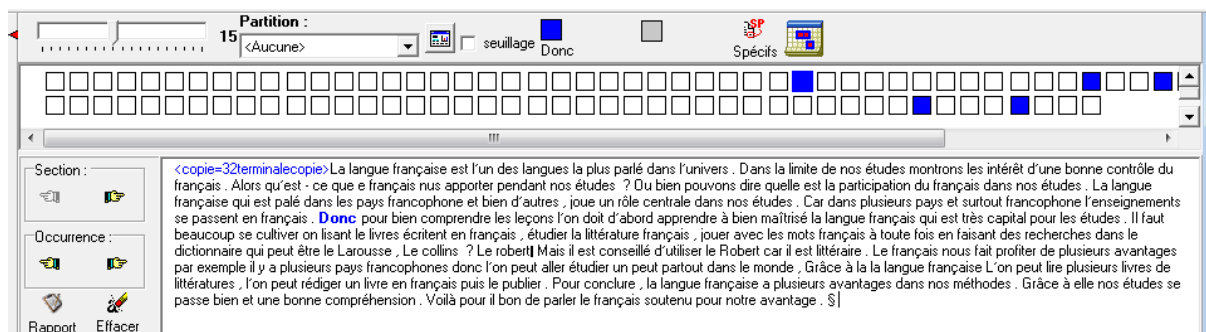 Partition :
15 <Aucune> seuillage Donc Spécifs
SP
Section :
Occurrence :
Rapport Effacer
<copie=32terminalecopie>La langue française est l'un des langues la plus parlé dans l'univers . Dans la limite de nos études montrons les intérêt d'une bonne contrôle du
français . Alors qu'est - ce que e français nus apporter pendant nos études ? Ou bien pouvons dire quelle est la participation du français dans nos études . La langue
française qui est palé dans les pays francophone et bien d'autres , joue un rôle centrale dans nos études . Car dans plusieurs pays et surtout francophone l'enseignements
se passent en français . Donc pour bien comprendre les leçons l'on doit d'abord apprendre à bien maîtrisé la langue français qui est très capital pour les études . Il faut
beaucoup se cultiver on lisant le livres écritent en français , étudier la littérature français , jouer avec les mots français à toute fois en faisant des recherches dans le
dictionnaire qui peut être le Larousse , Le collins ? Le robert Mais il est conseillé d'utiliser le Robert car il est littéraire . Le français nous fait profiter de plusieurs avantages
par exemple il y a plusieurs pays francophones donc l'on peut aller étudier un peut partout dans le monde , Grâce à la la langue française L'on peut lire plusieurs livres de
littératures , l'on peut rédiger un livre en français puis le publier . Pour conclure , la langue française a plusieurs avantages dans nos méthodes . Grâce à elle nos études se
passe bien et une bonne compréhension . Voilà pour il bon de parler le français soutenu pour notre avantage . §